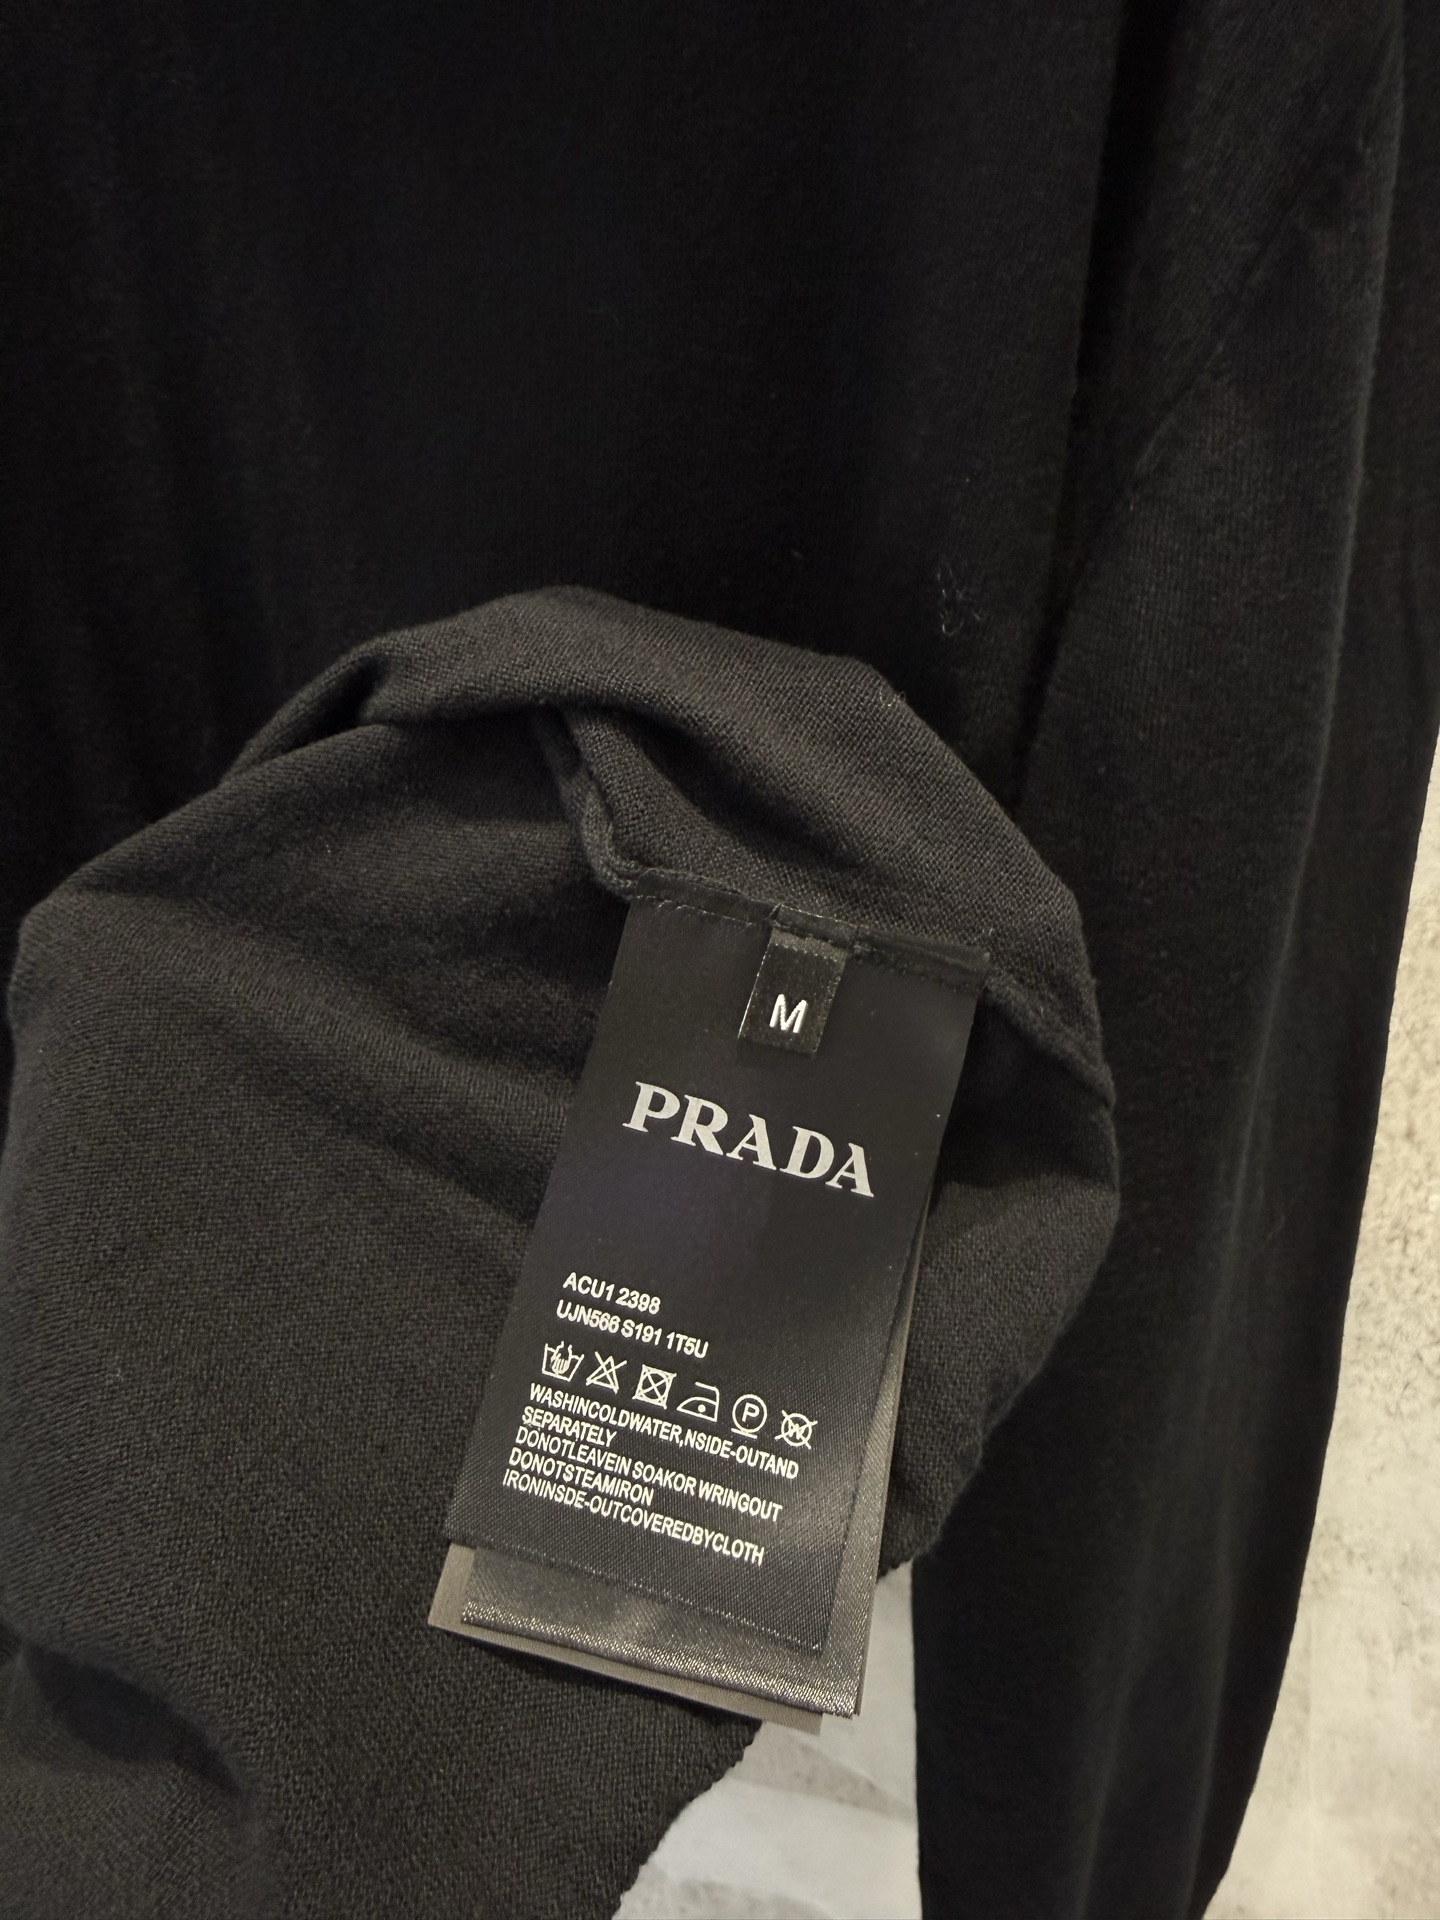 M
PRADA
ACU1 2398
UJN566 S191 1T5U
P
W
WASHINCOLDWATER,NSIDE-OUTAND
SEPARATELY
DONOTLEAVEIN SOAKOR WRINGOUT
DONOTSTEAMIRON
IRONINSDE-OUTCOVEREDBYCLOTH